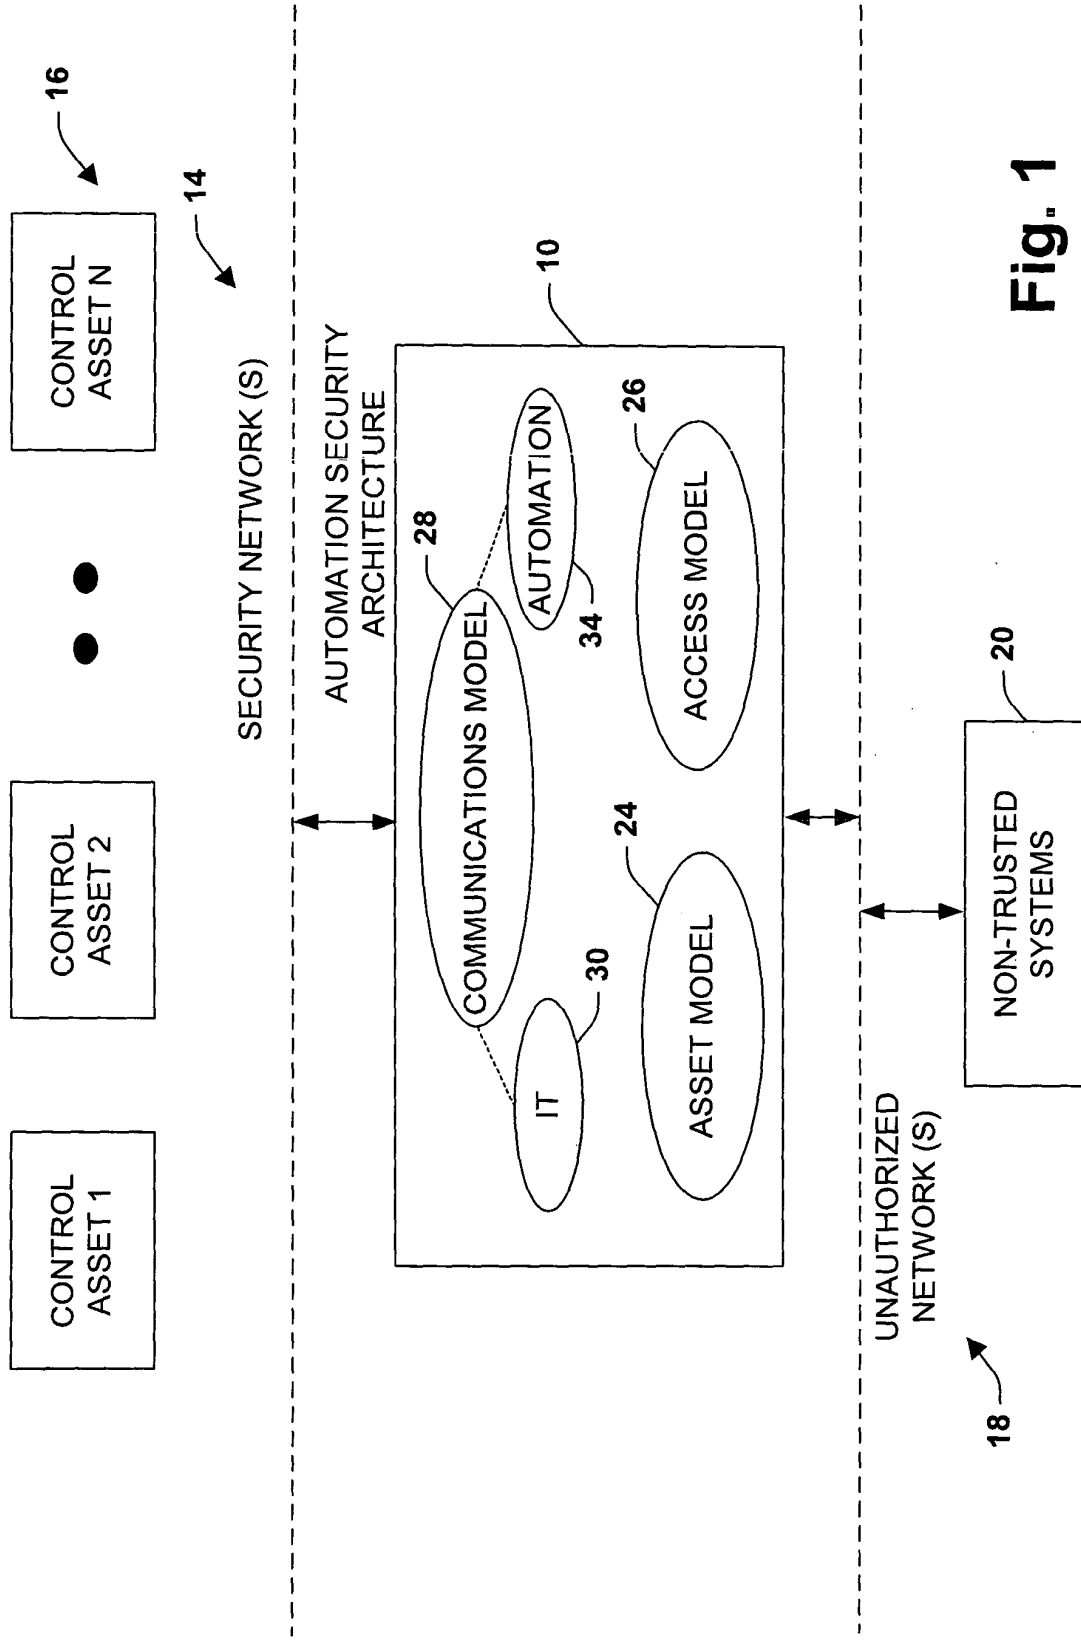 CONTROL
ASSET 1
CONTROL
ASSET 2
CONTROL
ASSET N
16
14
SECURITY NETWORK (S)
AUTOMATION SECURITY
ARCHITECTURE
10
COMMUNICATIONS MODEL
28
IT
30
AUTOMATION
34
ASSET MODEL
24
ACCESS MODEL
26
UNAUTHORIZED
NETWORK (S)
18
NON-TRUSTED
SYSTEMS
20
Fig. 1